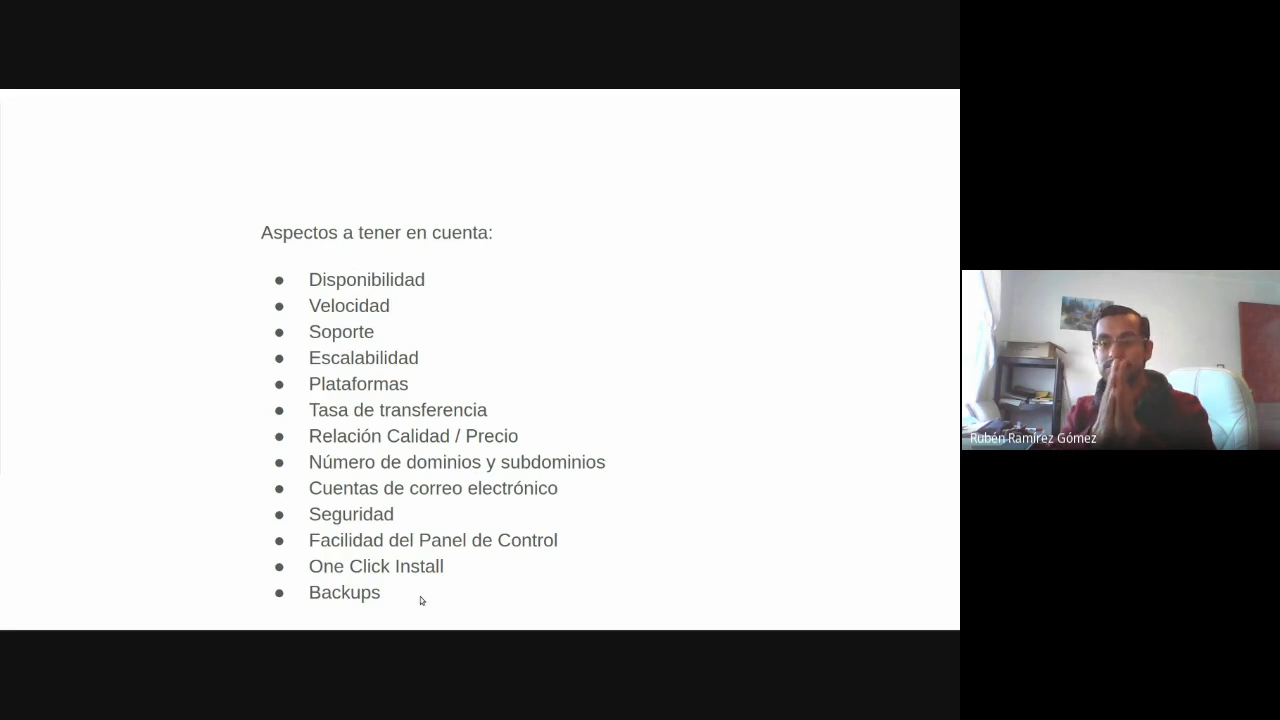 Aspectos a tener en cuenta:
● Disponibilidad
● Velocidad
● Soporte
● Escalabilidad
● Plataformas
● Tasa de transferencia
● Relación Calidad / Precio
● Número de dominios y subdominios
● Cuentas de correo electrónico
● Seguridad
● Facilidad del Panel de Control
● One Click Install
● Backups
Rubén Ramírez Gómez